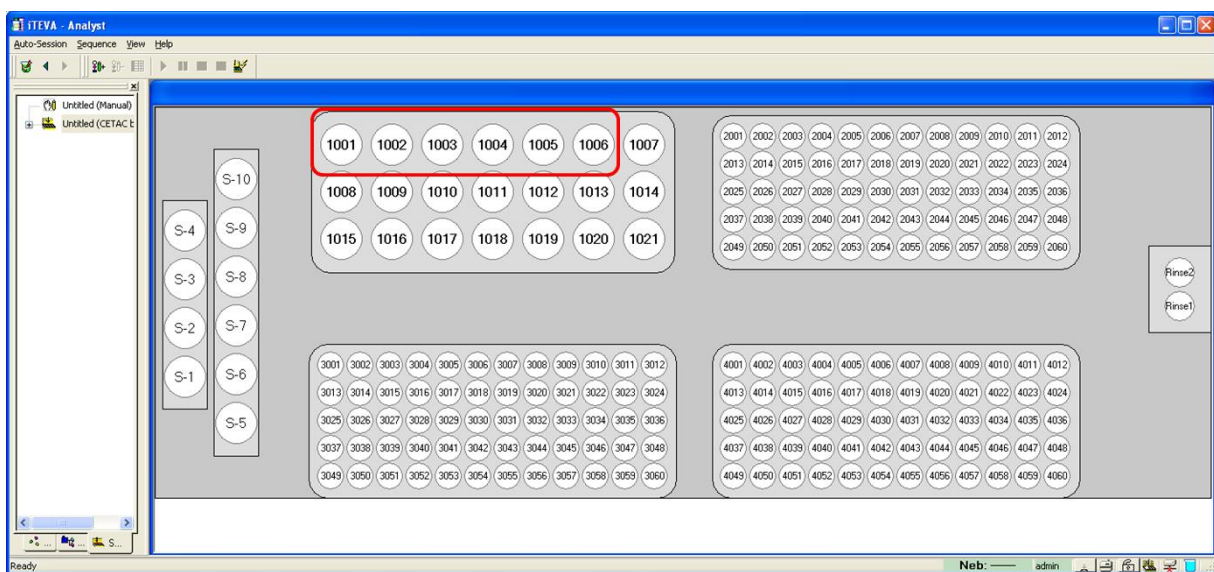 iTEVA - Analyst
Auto-Session Sequence View Help
Untitled (Manual)
Untitled (CETAC b
S-10
S-9
S-8
S-7
S-6
S-5
S-4
S-3
S-2
S-1
1001 1002 1003 1004 1005 1006 1007
1008 1009 1010 1011 1012 1013 1014
1015 1016 1017 1018 1019 1020 1021
2001 2002 2003 2004 2005 2006 2007 2008 2009 2010 2011 2012
2013 2014 2015 2016 2017 2018 2019 2020 2021 2022 2023 2024
2025 2026 2027 2028 2029 2030 2031 2032 2033 2034 2035 2036
2037 2038 2039 2040 2041 2042 2043 2044 2045 2046 2047 2048
2049 2050 2051 2052 2053 2054 2055 2056 2057 2058 2059 2060
Rinse2
Rinse1
3001 3002 3003 3004 3005 3006 3007 3008 3009 3010 3011 3012
3013 3014 3015 3016 3017 3018 3019 3020 3021 3022 3023 3024
3025 3026 3027 3028 3029 3030 3031 3032 3033 3034 3035 3036
3037 3038 3039 3040 3041 3042 3043 3044 3045 3046 3047 3048
3049 3050 3051 3052 3053 3054 3055 3056 3057 3058 3059 3060
4001 4002 4003 4004 4005 4006 4007 4008 4009 4010 4011 4012
4013 4014 4015 4016 4017 4018 4019 4020 4021 4022 4023 4024
4025 4026 4027 4028 4029 4030 4031 4032 4033 4034 4035 4036
4037 4038 4039 4040 4041 4042 4043 4044 4045 4046 4047 4048
4049 4050 4051 4052 4053 4054 4055 4056 4057 4058 4059 4060
... ... S...
Ready Neb: —— admin